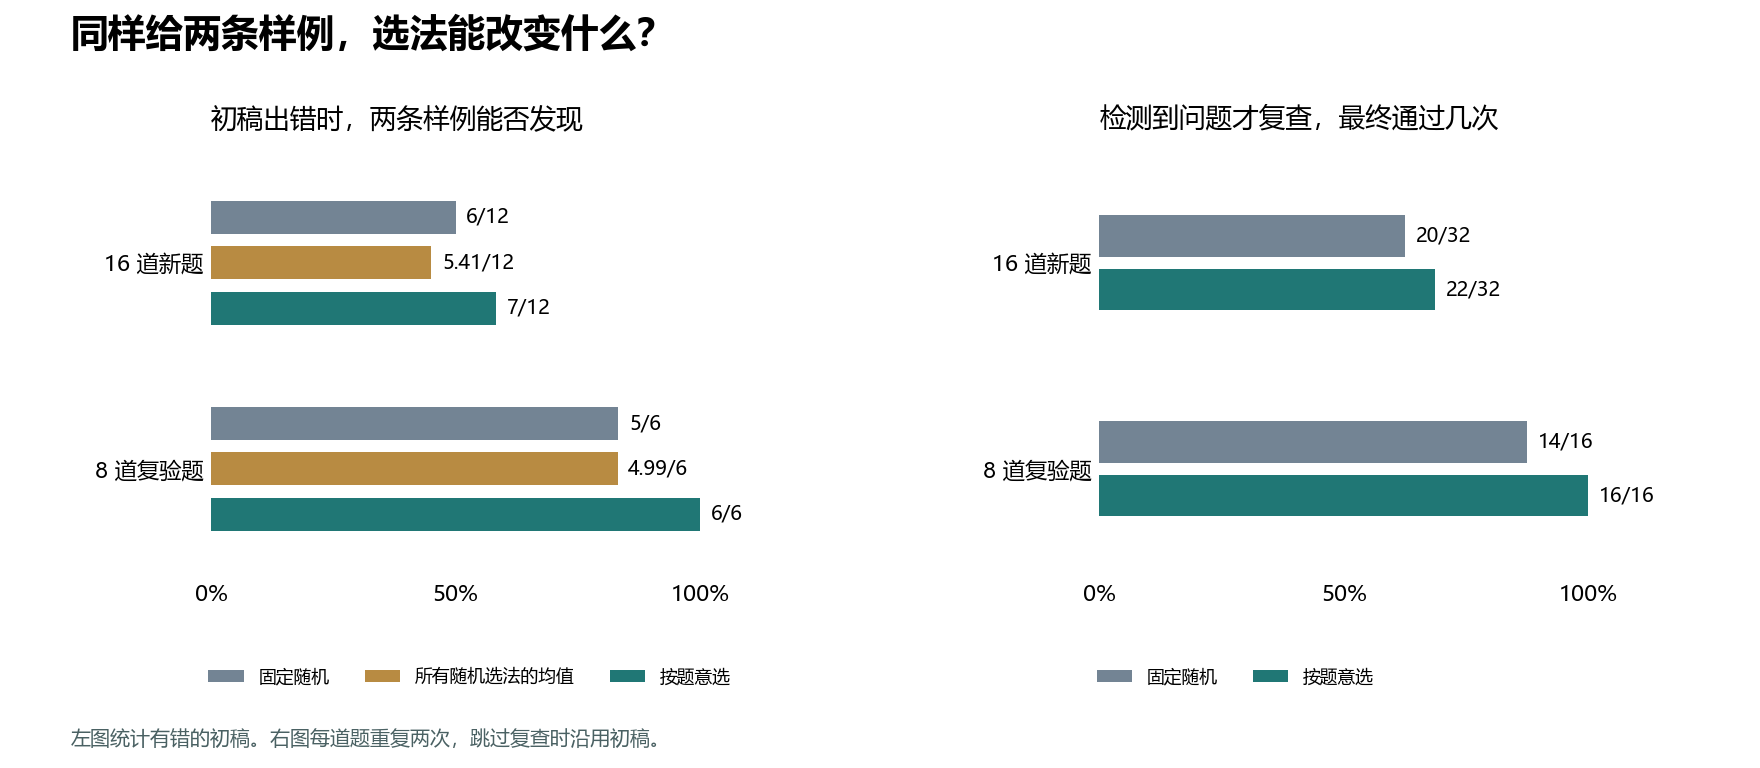 同样给两条样例，选法能改变什么？
初稿出错时，两条样例能否发现
16 道新题
6/12
5.41/12
7/12
8 道复验题
5/6
4.99/6
6/6
0% 50% 100%
固定随机 所有随机选法的均值 按题意选
检测到问题才复查，最终通过几次
16 道新题
20/32
22/32
8 道复验题
14/16
16/16
0% 50% 100%
固定随机 按题意选
左图统计有错的初稿。右图每道题重复两次，跳过复查时沿用初稿。